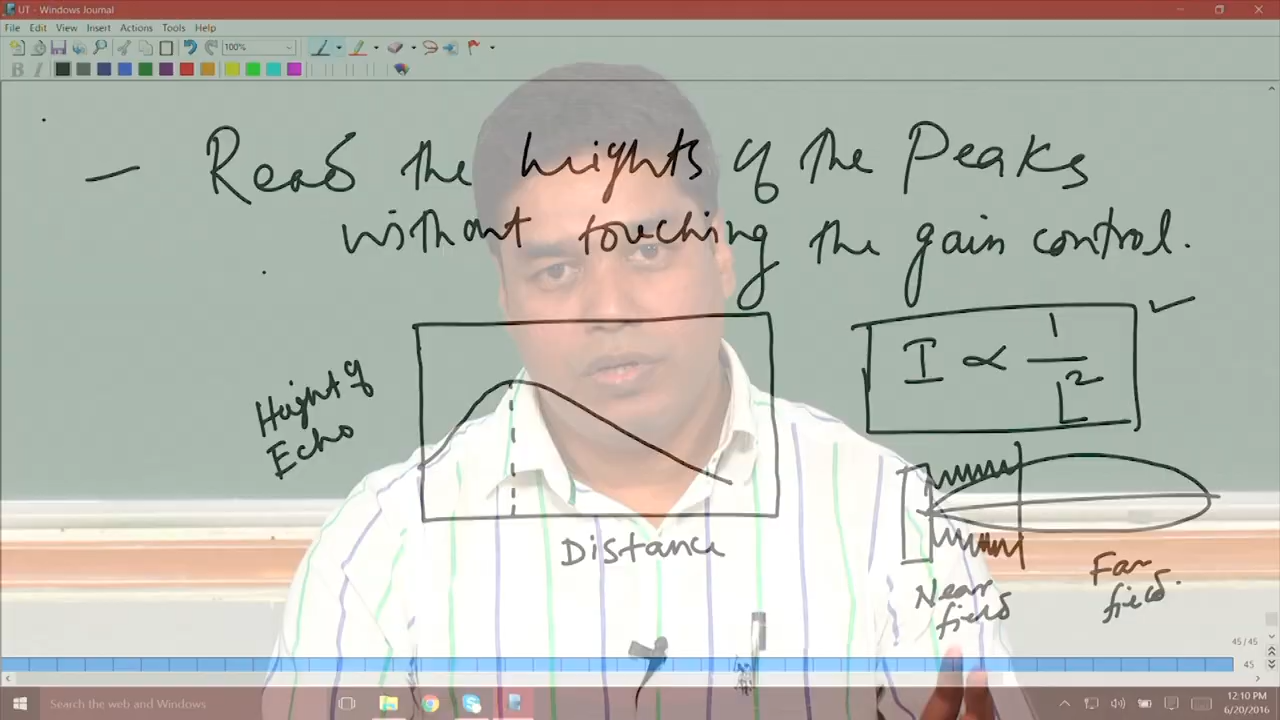 UT - Windows Journal
File Edit View Insert Actions Tools Help
100%
B I
– Read the heights of the Peaks
without touching the gain control.
I ∝ 1/L²
Height of
Echo
Distance
Near
field
Far
field.
45 / 45
45
Search the web and Windows
12:10 PM
6/20/2016